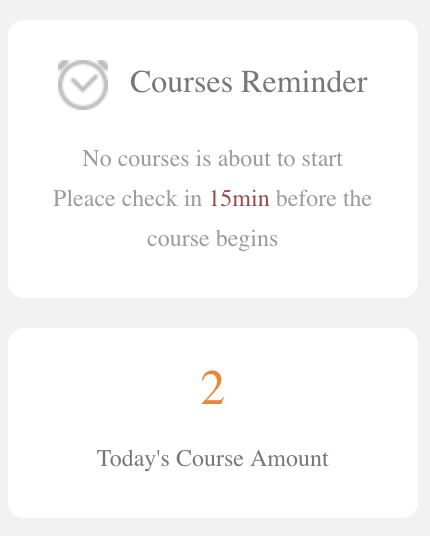 Courses Reminder
No courses is about to start
Pleace check in 15min before the
course begins
2
Today's Course Amount